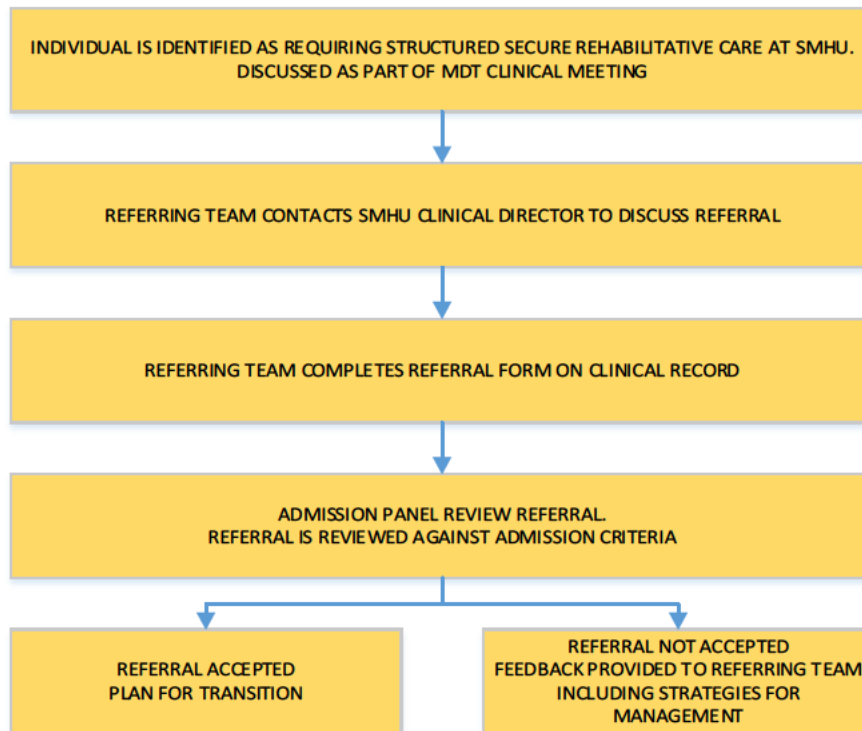 INDIVIDUAL IS IDENTIFIED AS REQUIRING STRUCTURED SECURE REHABILITATIVE CARE AT SMHU.
DISCUSSED AS PART OF MDT CLINICAL MEETING
REFERRING TEAM CONTACTS SMHU CLINICAL DIRECTOR TO DISCUSS REFERRAL
REFERRING TEAM COMPLETES REFERRAL FORM ON CLINICAL RECORD
ADMISSION PANEL REVIEW REFERRAL.
REFERRAL IS REVIEWED AGAINST ADMISSION CRITERIA
REFERRAL ACCEPTED
PLAN FOR TRANSITION
REFERRAL NOT ACCEPTED
FEEDBACK PROVIDED TO REFERRING TEAM
INCLUDING STRATEGIES FOR
MANAGEMENT